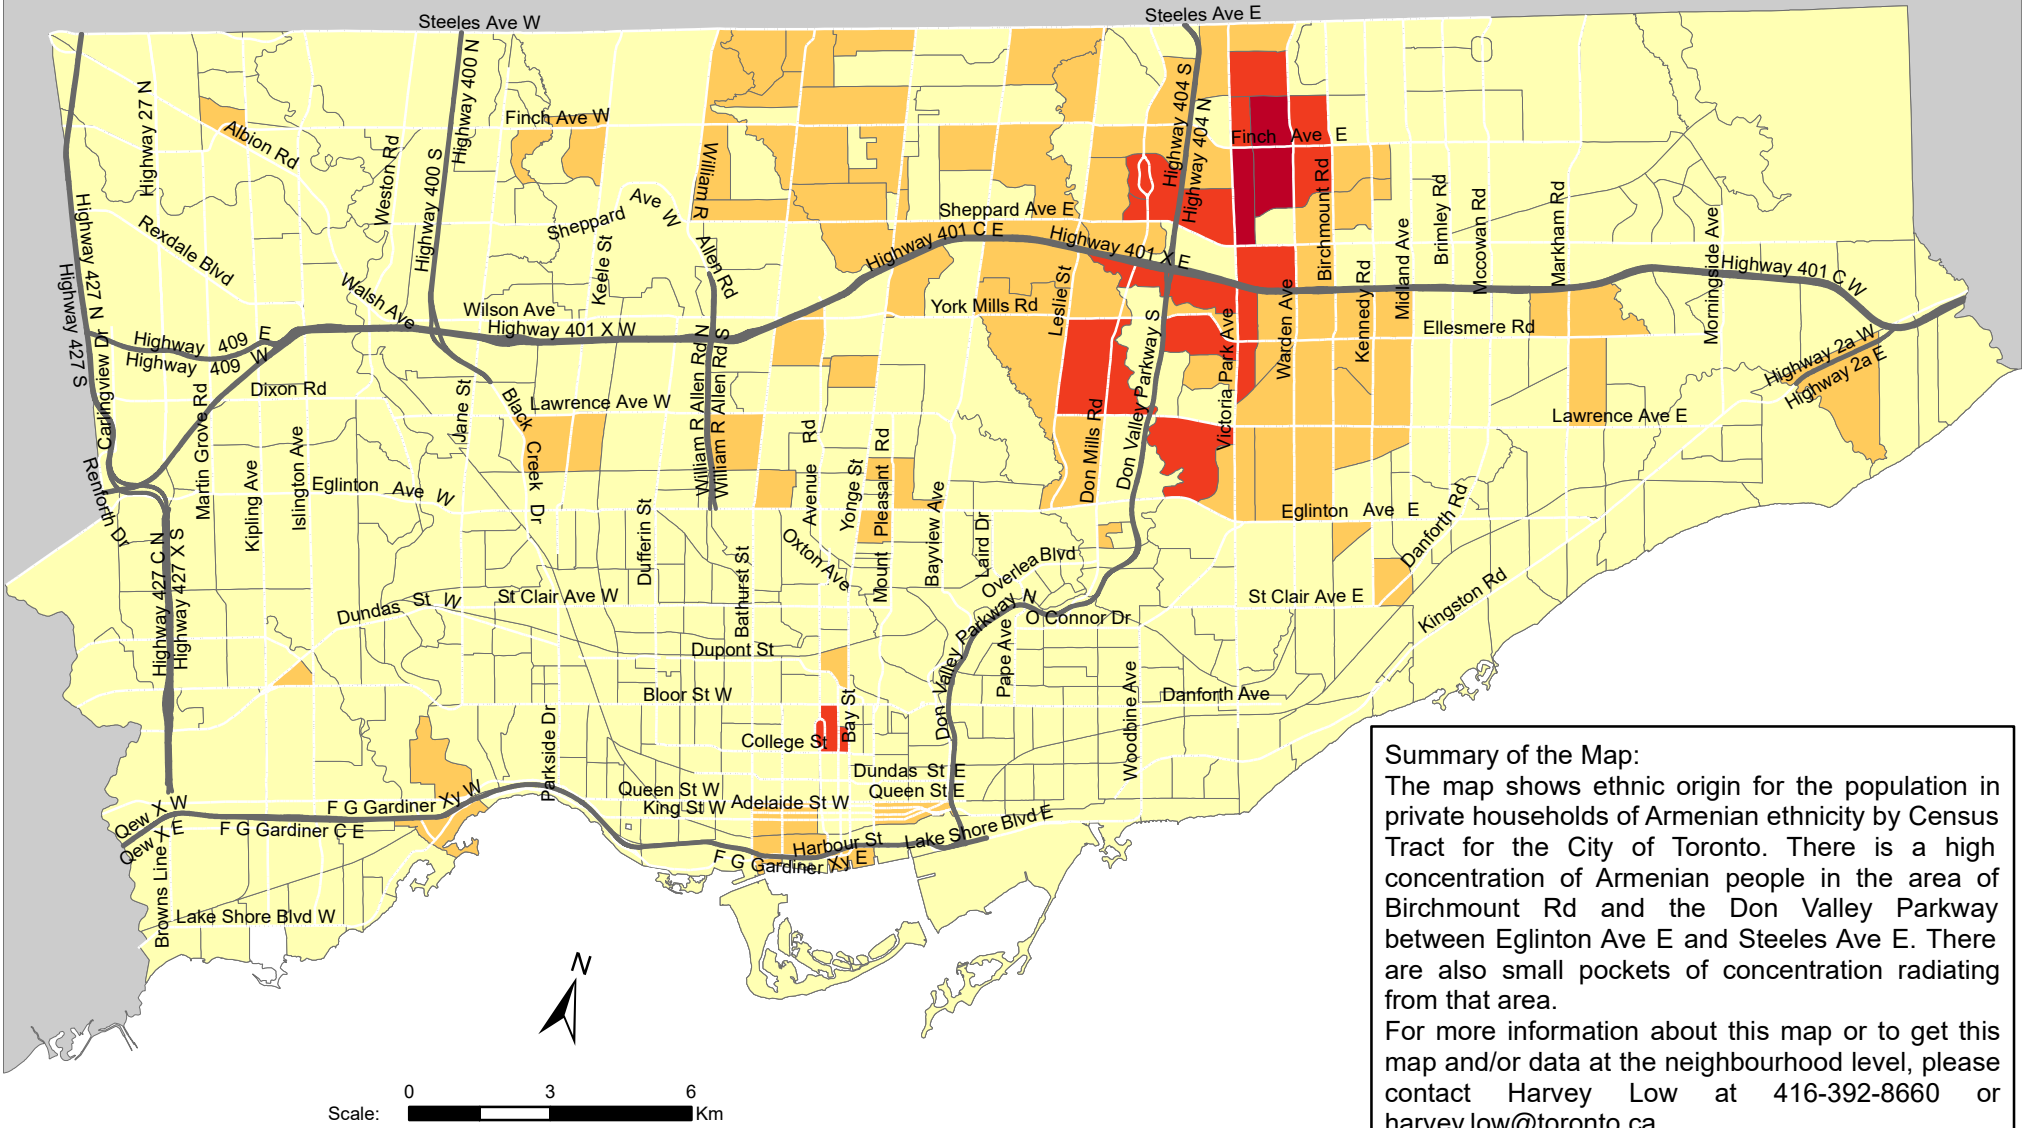 Steeles Ave W
Steeles Ave E
Highway 27 N
Highway 400 N
Highway 404 S
Highway 404 N
Finch Ave W
Finch Ave E
Albion Rd
Weston Rd
Highway 400 S
William R
Allen Rd
Sheppard Ave W
Keele St
Sheppard Ave E
Birchmount Rd
Midland Ave
Brimley Rd
Mccowan Rd
Markham Rd
Morningside Ave
Highway 427 N
Highway 427 S
Rexdale Blvd
Walsh Ave
Wilson Ave
Highway 401 X W
Highway 401 C E
Highway 401 X E
Highway 401 C W
Leslie St
York Mills Rd
Kennedy Rd
Warden Ave
Victoria Park Ave
Ellesmere Rd
Highway 409 E
Highway 409 W
Carlingview Dr
Dixon Rd
Highway 2a W
Highway 2a E
Martin Grove Rd
Jane St
Black Creek Dr
Lawrence Ave W
William R Allen Rd N
William R Allen Rd S
Don Mills Rd
Don Valley Parkway S
Lawrence Ave E
Renforth Dr
Kipling Ave
Islington Ave
Eglinton Ave W
Dufferin St
Bathurst St
Avenue Rd
Yonge St
Mount Pleasant Rd
Bayview Ave
Laird Dr
Eglinton Ave E
Danforth Rd
Oxton Ave
Overlea Blvd
Highway 427 C N
Highway 427 X S
Dundas St W
St Clair Ave W
St Clair Ave E
Kingston Rd
O Connor Dr
Don Valley Parkway N
Pape Ave
Dupont St
Bloor St W
Danforth Ave
Woodbine Ave
Bay St
College St
Parkside Dr
Dundas St E
Queen St W
Queen St E
King St W
Adelaide St W
Qew X W
Qew X E
F G Gardiner Xy W
F G Gardiner C E
Harbour St
Lake Shore Blvd E
F G Gardiner Xy E
Browns Line
Lake Shore Blvd W
N
0 3 6
Scale: Km
Summary of the Map:
The map shows ethnic origin for the population in
private households of Armenian ethnicity by Census
Tract for the City of Toronto. There is a high
concentration of Armenian people in the area of
Birchmount Rd and the Don Valley Parkway
between Eglinton Ave E and Steeles Ave E. There
are also small pockets of concentration radiating
from that area.
For more information about this map or to get this
map and/or data at the neighbourhood level, please
contact Harvey Low at 416-392-8660 or
harvey.low@toronto.ca